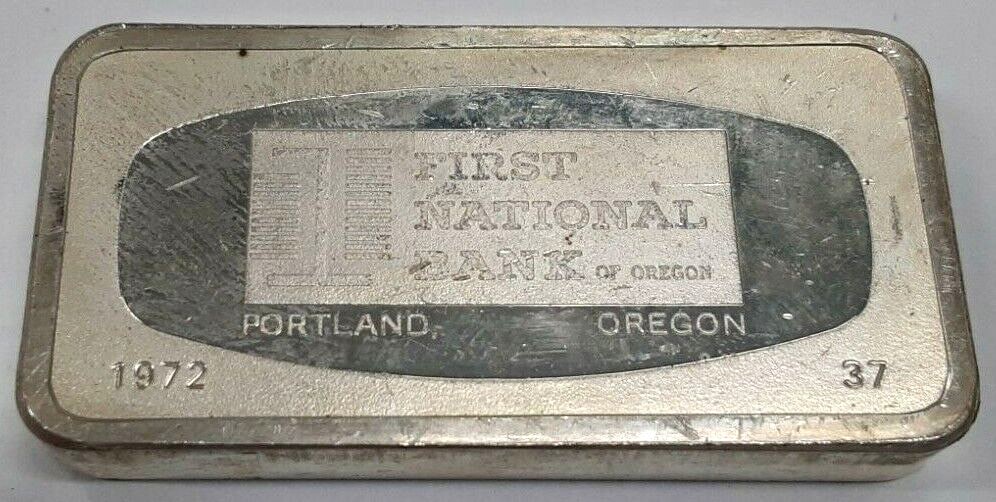 FIRST
NATIONAL
BANK OF OREGON
PORTLAND, OREGON
1972 37